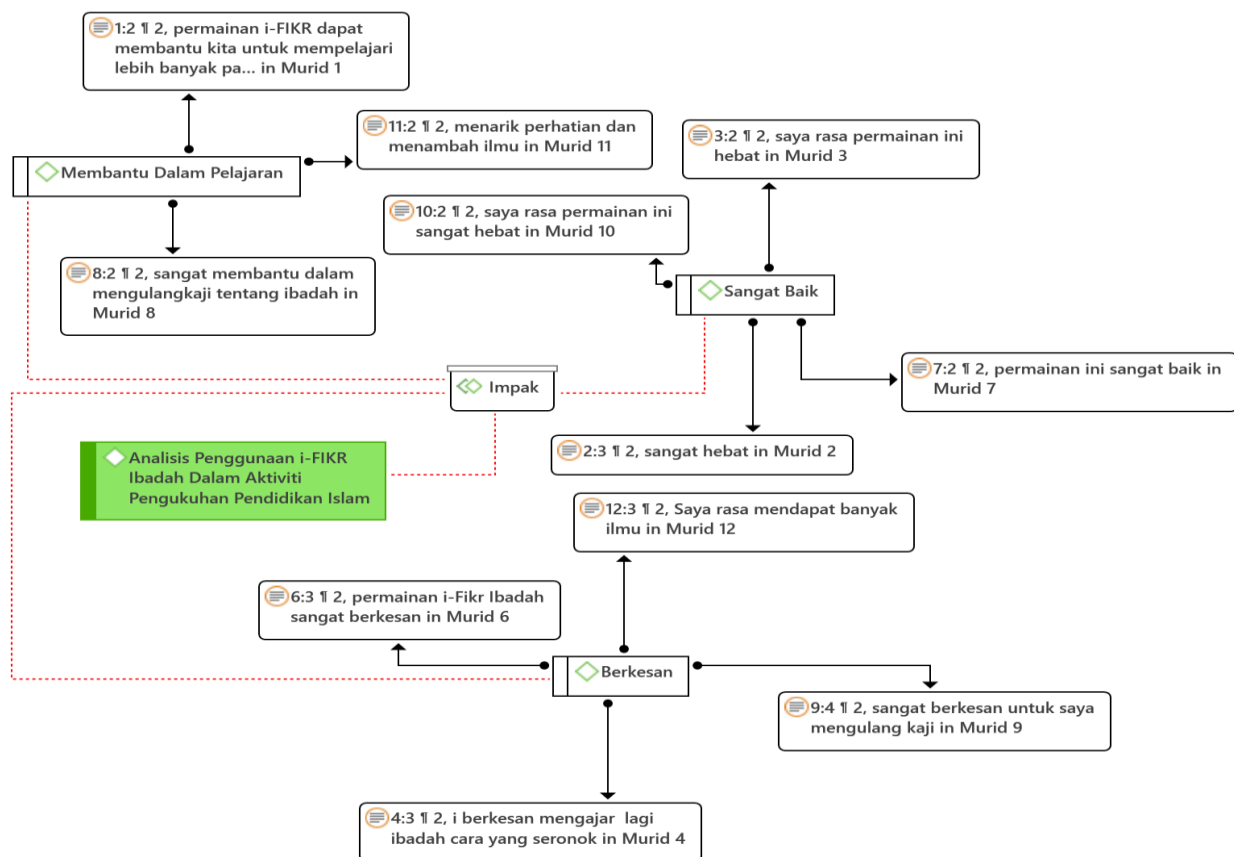 1:2 ¶ 2, permainan i-FIKR dapat
membantu kita untuk mempelajari
lebih banyak pa... in Murid 1
11:2 ¶ 2, menarik perhatian dan
menambah ilmu in Murid 11
3:2 ¶ 2, saya rasa permainan ini
hebat in Murid 3
Membantu Dalam Pelajaran
10:2 ¶ 2, saya rasa permainan ini
sangat hebat in Murid 10
8:2 ¶ 2, sangat membantu dalam
mengulangkaji tentang ibadah in
Murid 8
Sangat Baik
7:2 ¶ 2, permainan ini sangat baik in
Murid 7
Impak
2:3 ¶ 2, sangat hebat in Murid 2
Analisis Penggunaan i-FIKR
Ibadah Dalam Aktiviti
Pengukuhan Pendidikan Islam
12:3 ¶ 2, Saya rasa mendapat banyak
ilmu in Murid 12
6:3 ¶ 2, permainan i-Fikr Ibadah
sangat berkesan in Murid 6
Berkesan
9:4 ¶ 2, sangat berkesan untuk saya
mengulang kaji in Murid 9
4:3 ¶ 2, i berkesan mengajar  lagi
ibadah cara yang seronok in Murid 4